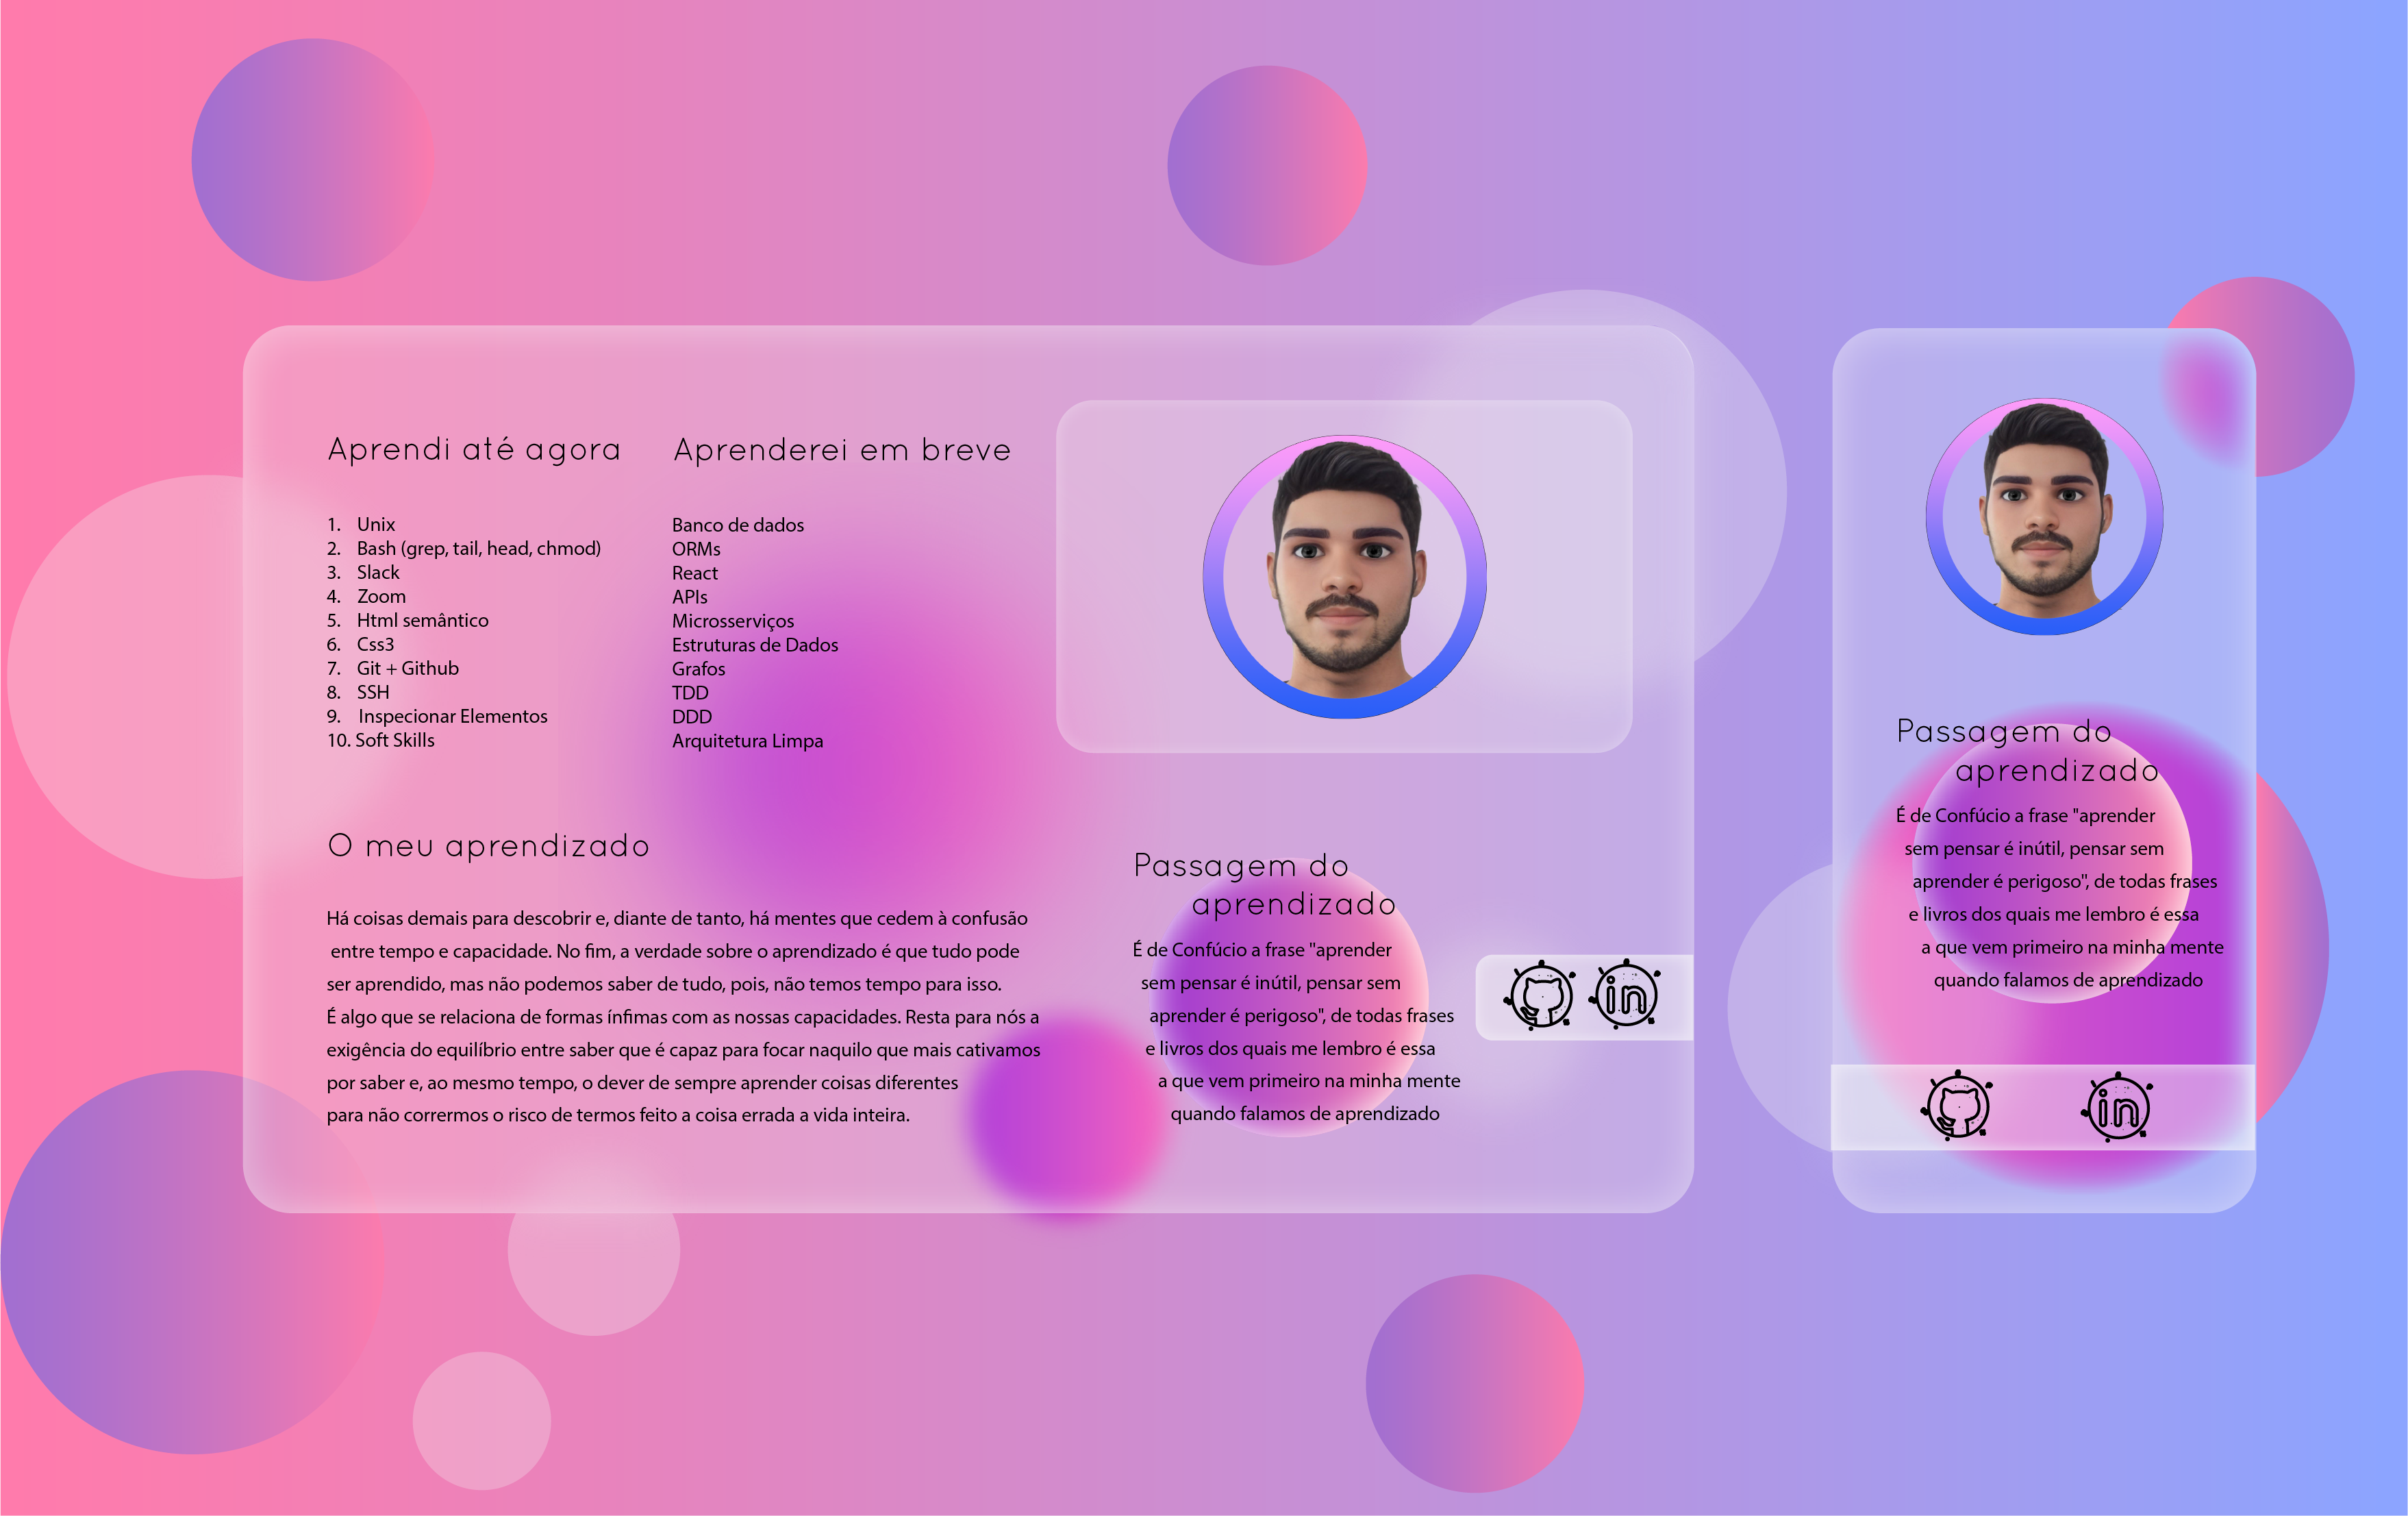 Aprendi até agora
1. Unix
2. Bash (grep, tail, head, chmod)
3. Slack
4. Zoom
5. Html semântico
6. Css3
7. Git + Github
8. SSH
9. Inspecionar Elementos
10. Soft Skills
Aprenderei em breve
Banco de dados
ORMs
React
APIs
Microsserviços
Estruturas de Dados
Grafos
TDD
DDD
Arquitetura Limpa
O meu aprendizado
Há coisas demais para descobrir e, diante de tanto, há mentes que cedem à confusão
entre tempo e capacidade. No fim, a verdade sobre o aprendizado é que tudo pode
ser aprendido, mas não podemos saber de tudo, pois, não temos tempo para isso.
É algo que se relaciona de formas ínfimas com as nossas capacidades. Resta para nós a
exigência do equilíbrio entre saber que é capaz para focar naquilo que mais cativamos
por saber e, ao mesmo tempo, o dever de sempre aprender coisas diferentes
para não corrermos o risco de termos feito a coisa errada a vida inteira.
Passagem do
aprendizado
É de Confúcio a frase "aprender
sem pensar é inútil, pensar sem
aprender é perigoso", de todas frases
e livros dos quais me lembro é essa
a que vem primeiro na minha mente
quando falamos de aprendizado
in
Passagem do
aprendizado
É de Confúcio a frase "aprender
sem pensar é inútil, pensar sem
aprender é perigoso", de todas frases
e livros dos quais me lembro é essa
a que vem primeiro na minha mente
quando falamos de aprendizado
in